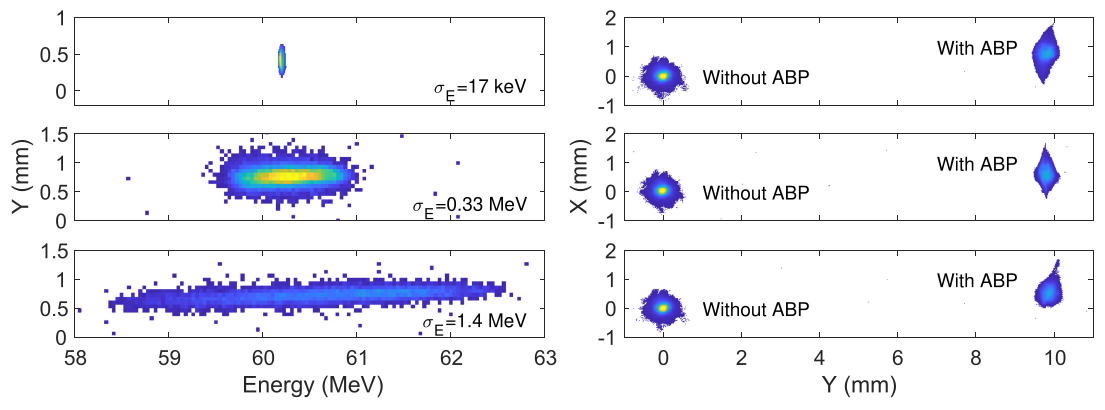 1
0.5
0
σE=17 keV
1.5
1
0.5
0
Y (mm)
σE=0.33 MeV
1.5
1
0.5
0
σE=1.4 MeV
58 59 60 61 62 63
Energy (MeV)
2
1
0
-1
Without ABP
With ABP
2
1
0
-1
X (mm)
Without ABP
With ABP
2
1
0
-1
Without ABP
With ABP
0 2 4 6 8 10
Y (mm)